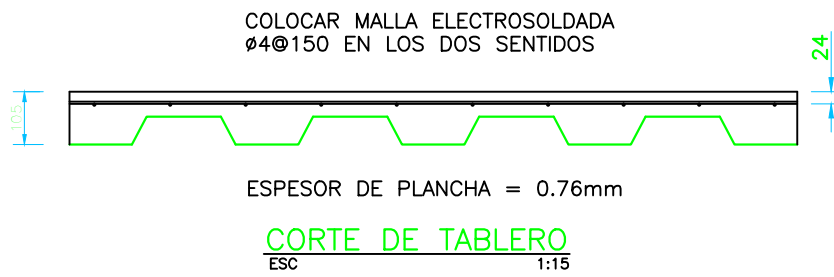 COLOCAR MALLA ELECTROSOLDADA
Ø4@150 EN LOS DOS SENTIDOS
24
105
ESPESOR DE PLANCHA = 0.76mm
CORTE DE TABLERO
ESC 1:15